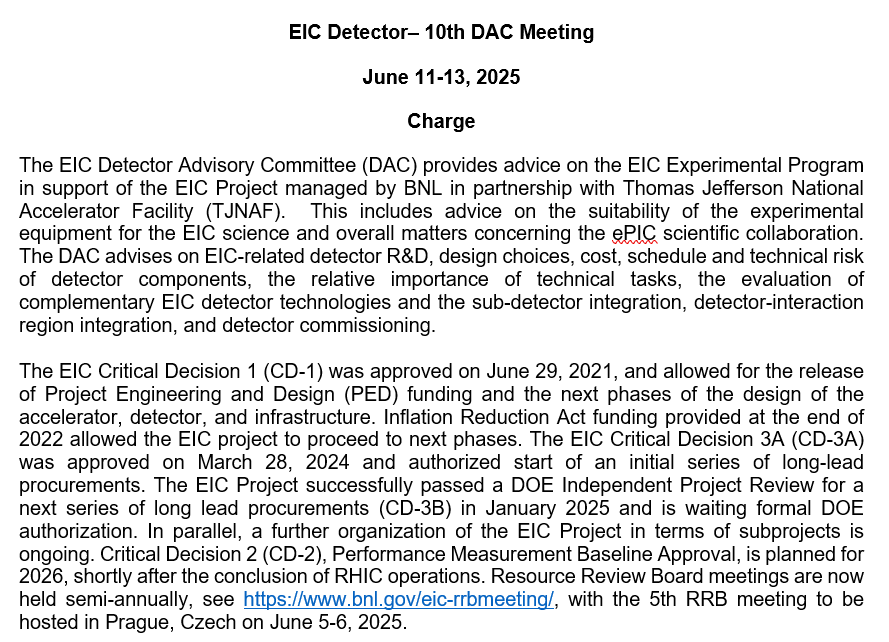 EIC Detector– 10th DAC Meeting
June 11-13, 2025
Charge
The EIC Detector Advisory Committee (DAC) provides advice on the EIC Experimental Program
in support of the EIC Project managed by BNL in partnership with Thomas Jefferson National
Accelerator Facility (TJNAF).  This includes advice on the suitability of the experimental
equipment for the EIC science and overall matters concerning the ePIC scientific collaboration.
The DAC advises on EIC-related detector R&D, design choices, cost, schedule and technical risk
of detector components, the relative importance of technical tasks, the evaluation of
complementary EIC detector technologies and the sub-detector integration, detector-interaction
region integration, and detector commissioning.
The EIC Critical Decision 1 (CD-1) was approved on June 29, 2021, and allowed for the release
of Project Engineering and Design (PED) funding and the next phases of the design of the
accelerator, detector, and infrastructure. Inflation Reduction Act funding provided at the end of
2022 allowed the EIC project to proceed to next phases. The EIC Critical Decision 3A (CD-3A)
was approved on March 28, 2024 and authorized start of an initial series of long-lead
procurements. The EIC Project successfully passed a DOE Independent Project Review for a
next series of long lead procurements (CD-3B) in January 2025 and is waiting formal DOE
authorization. In parallel, a further organization of the EIC Project in terms of subprojects is
ongoing. Critical Decision 2 (CD-2), Performance Measurement Baseline Approval, is planned for
2026, shortly after the conclusion of RHIC operations. Resource Review Board meetings are now
held semi-annually, see https://www.bnl.gov/eic-rrbmeeting/, with the 5th RRB meeting to be
hosted in Prague, Czech on June 5-6, 2025.